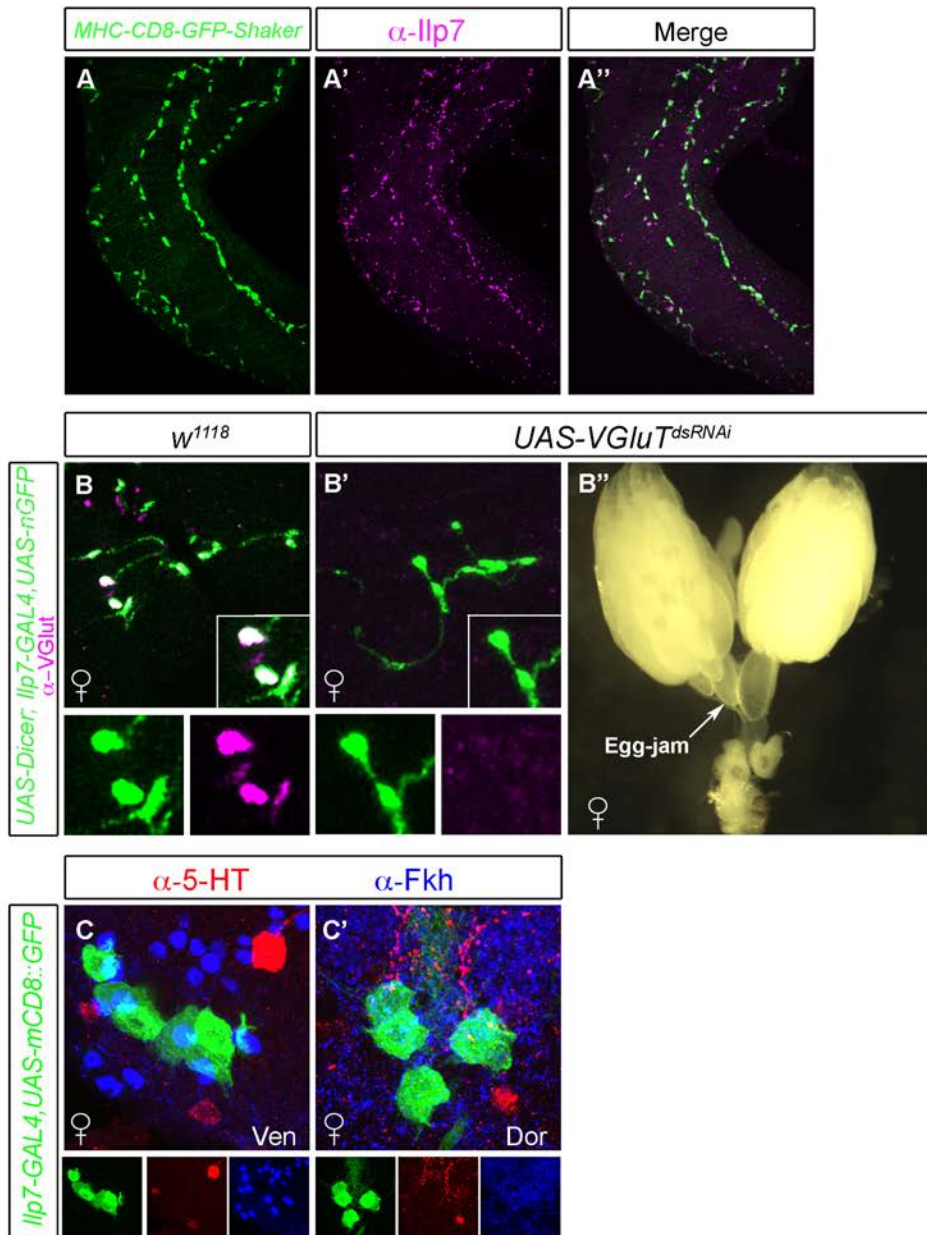 MHC-CD8-GFP-Shaker
α-Ilp7
Merge
A
A'
A''
w1118
UAS-VGluTdsRNAi
UAS-Dicer; Ilp7-GAL4,UAS-nGFP
α-VGlut
B
B'
B''
♀
♀
Egg-jam
♀
α-5-HT
α-Fkh
Ilp7-GAL4,UAS-mCD8::GFP
C
C'
♀
Ven
♀
Dor